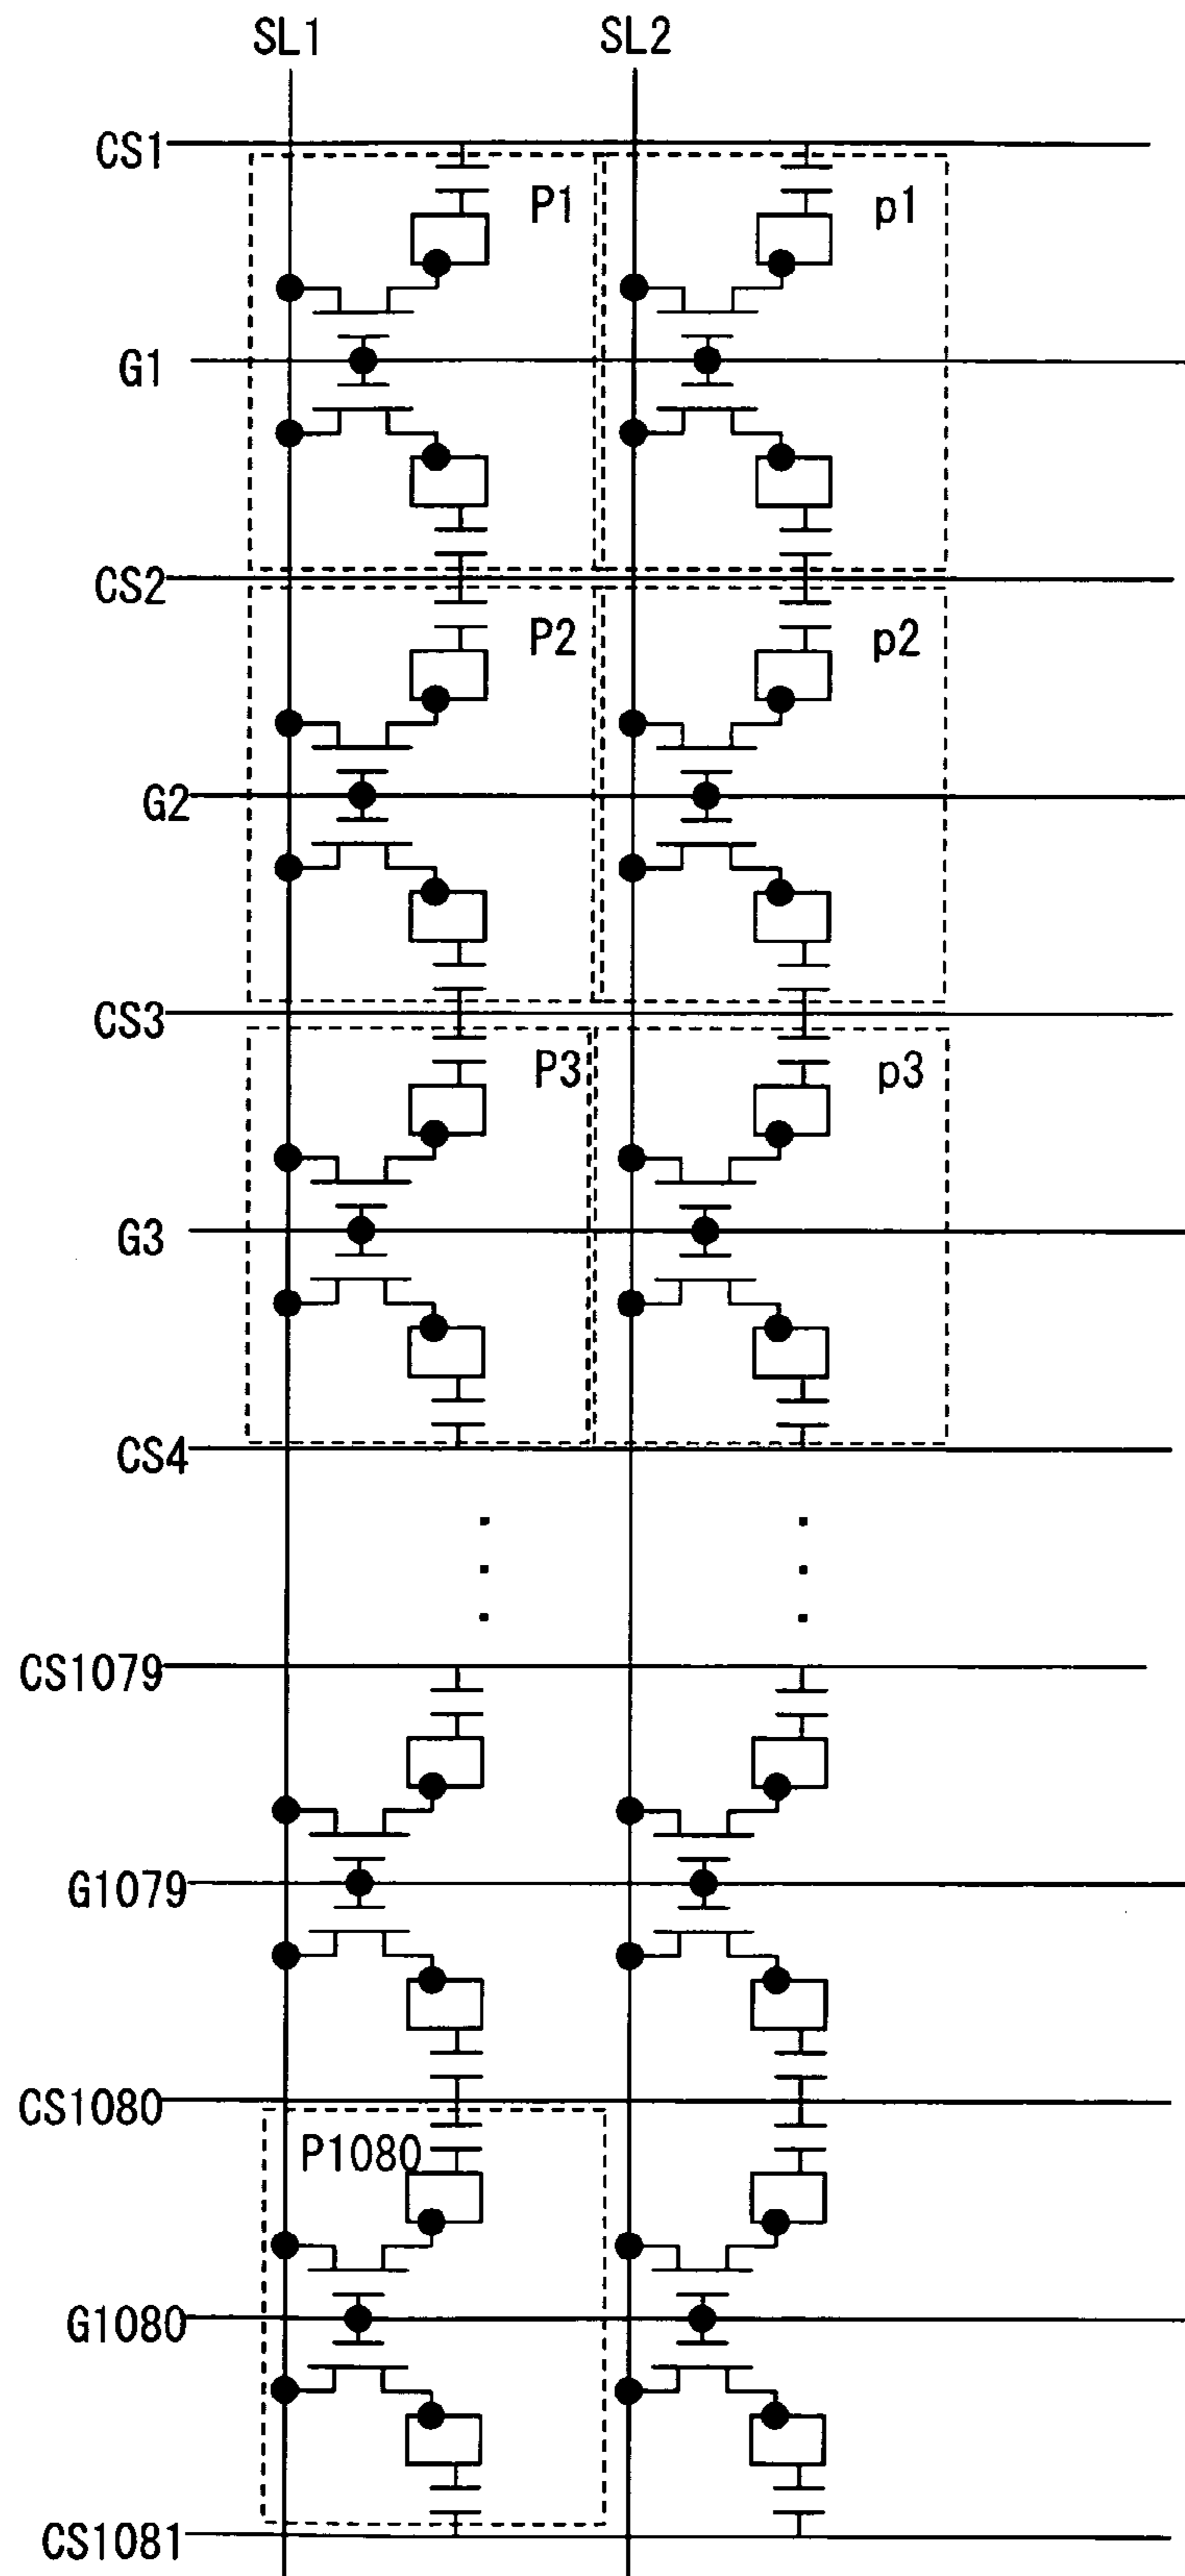 SL1 SL2
CS1
P1 p1
G1
CS2
P2 p2
G2
CS3
P3 p3
G3
CS4
CS1079
G1079
CS1080
P1080
G1080
CS1081